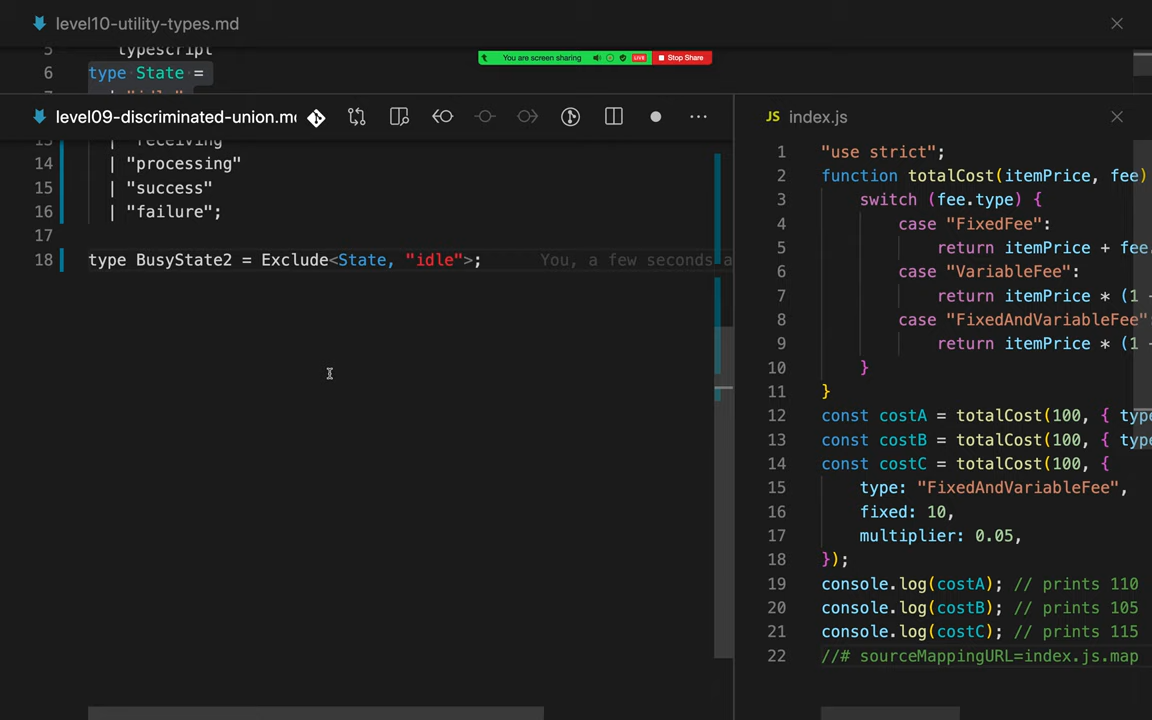 level10-utility-types.md
5 typescript
You are screen sharing LIVE Stop Share
6 type State =
level09-discriminated-union.md
JS index.js
13 | "receiving"
14 | "processing"
15 | "success"
16 | "failure";
17
18 type BusyState2 = Exclude<State, "idle">; You, a few seconds a
1 "use strict";
2 function totalCost(itemPrice, fee)
3 switch (fee.type) {
4 case "FixedFee":
5 return itemPrice + fee.
6 case "VariableFee":
7 return itemPrice * (1
8 case "FixedAndVariableFee":
9 return itemPrice * (1
10 }
11 }
12 const costA = totalCost(100, { type
13 const costB = totalCost(100, { type
14 const costC = totalCost(100, {
15 type: "FixedAndVariableFee",
16 fixed: 10,
17 multiplier: 0.05,
18 });
19 console.log(costA); // prints 110
20 console.log(costB); // prints 105
21 console.log(costC); // prints 115
22 //# sourceMappingURL=index.js.map